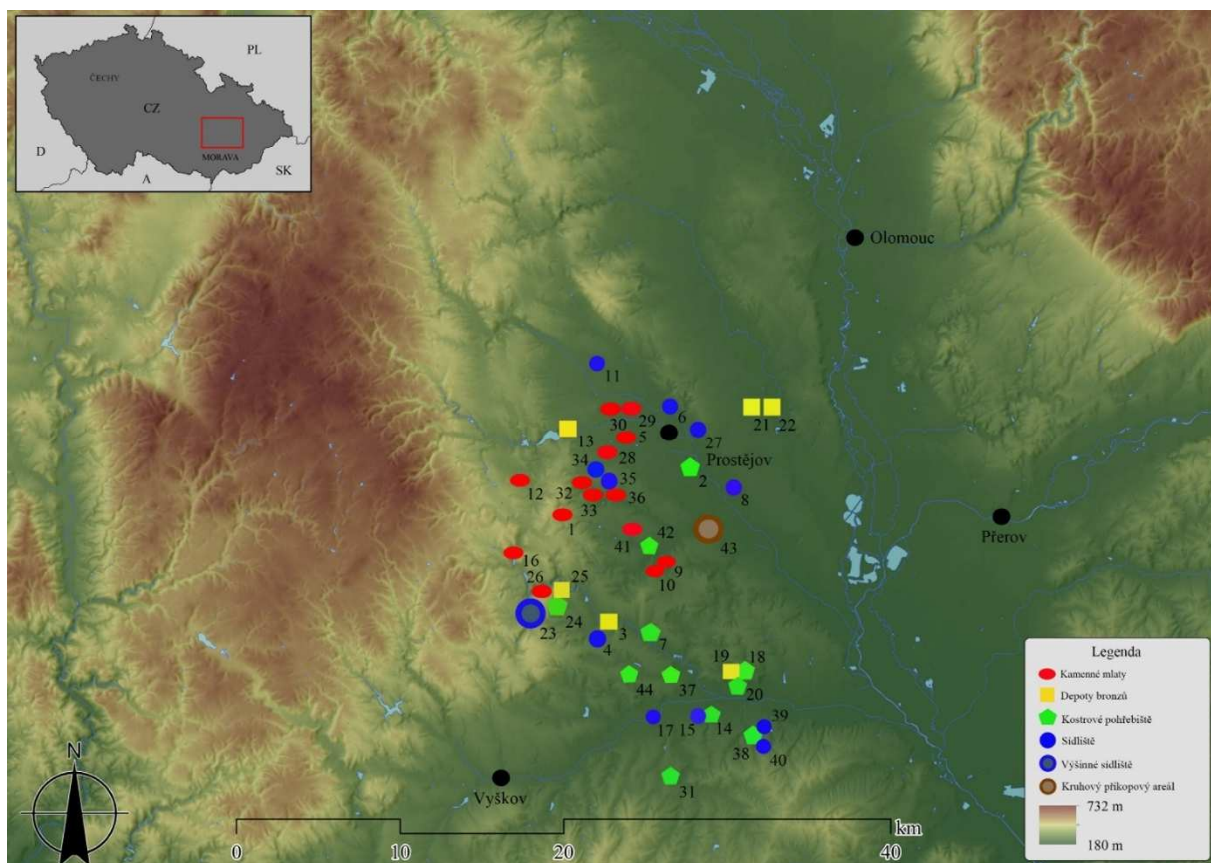 PL
ČECHY
CZ
D
MORAVA
SK
A
Olomouc
11
30
29
6
5
21
22
13
27
28
Prostějov
34
35
2
12
32
8
33
36
1
42
Přerov
41
43
16
9
10
26
25
24
23
3
4
7
19
18
44
37
20
17
15
14
39
38
40
31
N
Vyškov
km
0
10
20
40
Legenda
Kamenné mlaty
Depoty bronzů
Kostrové pohřebiště
Sídliště
Výšinné sídliště
Kruhový příkopový areál
732 m
180 m